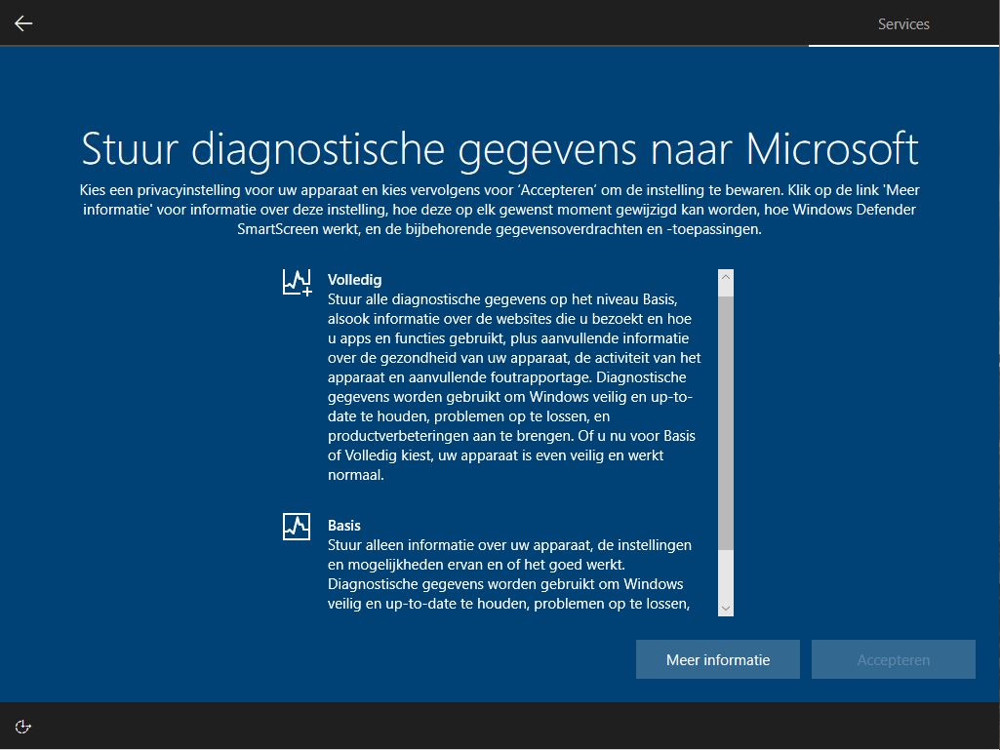 Services
Stuur diagnostische gegevens naar Microsoft
Kies een privacyinstelling voor uw apparaat en kies vervolgens voor ‘Accepteren’ om de instelling te bewaren. Klik op de link 'Meer
informatie' voor informatie over deze instelling, hoe deze op elk gewenst moment gewijzigd kan worden, hoe Windows Defender
SmartScreen werkt, en de bijbehorende gegevensoverdrachten en -toepassingen.
Volledig
Stuur alle diagnostische gegevens op het niveau Basis,
alsook informatie over de websites die u bezoekt en hoe
u apps en functies gebruikt, plus aanvullende informatie
over de gezondheid van uw apparaat, de activiteit van het
apparaat en aanvullende foutrapportage. Diagnostische
gegevens worden gebruikt om Windows veilig en up-to-
date te houden, problemen op te lossen, en
productverbeteringen aan te brengen. Of u nu voor Basis
of Volledig kiest, uw apparaat is even veilig en werkt
normaal.
Basis
Stuur alleen informatie over uw apparaat, de instellingen
en mogelijkheden ervan en of het goed werkt.
Diagnostische gegevens worden gebruikt om Windows
veilig en up-to-date te houden, problemen op te lossen,
Meer informatie
Accepteren